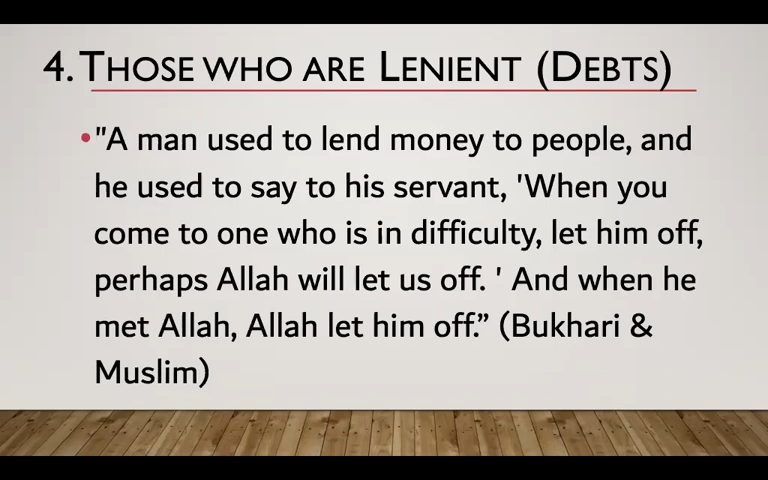 4. THOSE WHO ARE LENIENT (DEBTS)
• "A man used to lend money to people, and
he used to say to his servant, 'When you
come to one who is in difficulty, let him off,
perhaps Allah will let us off. ' And when he
met Allah, Allah let him off.” (Bukhari &
Muslim)